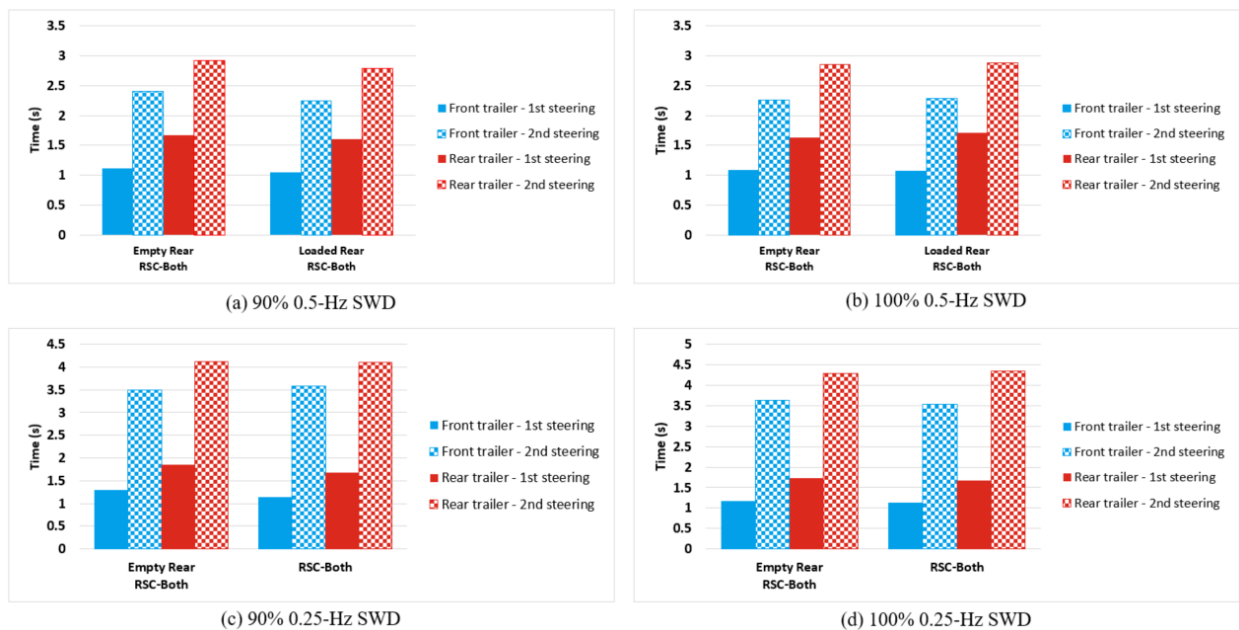 3.5
3
2.5
2
1.5
1
0.5
0
Time (s)
Empty Rear
RSC-Both
Loaded Rear
RSC-Both
Front trailer - 1st steering
Front trailer - 2nd steering
Rear trailer - 1st steering
Rear trailer - 2nd steering
(a) 90% 0.5-Hz SWD
3.5
3
2.5
2
1.5
1
0.5
0
Time (s)
Empty Rear
RSC-Both
Loaded Rear
RSC-Both
Front trailer - 1st steering
Front trailer - 2nd steering
Rear trailer - 1st steering
Rear trailer - 2nd steering
(b) 100% 0.5-Hz SWD
4.5
4
3.5
3
2.5
2
1.5
1
0.5
0
Time (s)
Empty Rear
RSC-Both
RSC-Both
Front trailer - 1st steering
Front trailer - 2nd steering
Rear trailer - 1st steering
Rear trailer - 2nd steering
(c) 90% 0.25-Hz SWD
5
4.5
4
3.5
3
2.5
2
1.5
1
0.5
0
Time (s)
Empty Rear
RSC-Both
RSC-Both
Front trailer - 1st steering
Front trailer - 2nd steering
Rear trailer - 1st steering
Rear trailer - 2nd steering
(d) 100% 0.25-Hz SWD